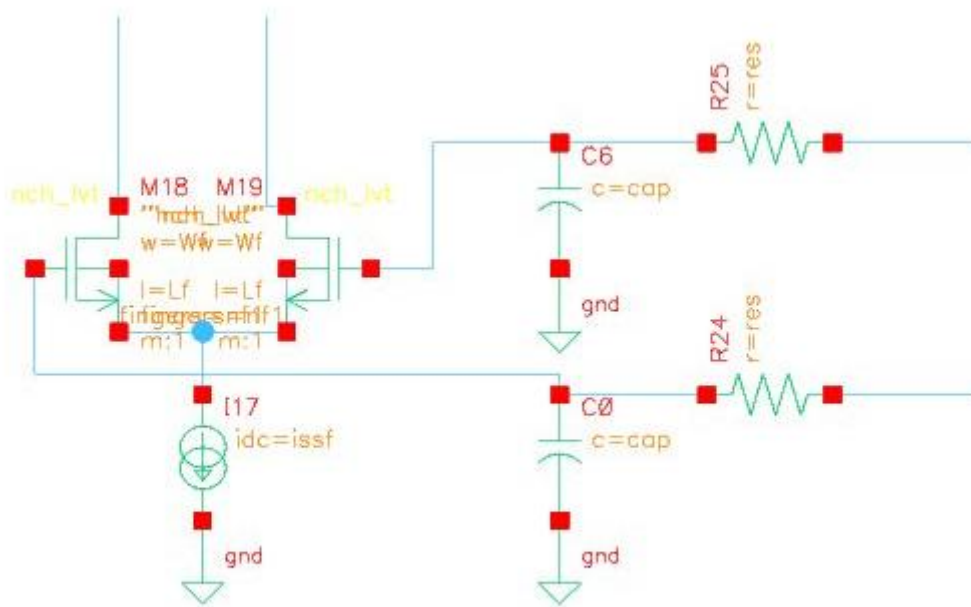 R25
r=res
C6
c=cap
nch_lvt
M18
M19
nch_lvt
w=Wf
l=Lf
l=Lf
m:1
m:1
gnd
R24
r=res
I17
idc=issf
C0
c=cap
gnd
gnd